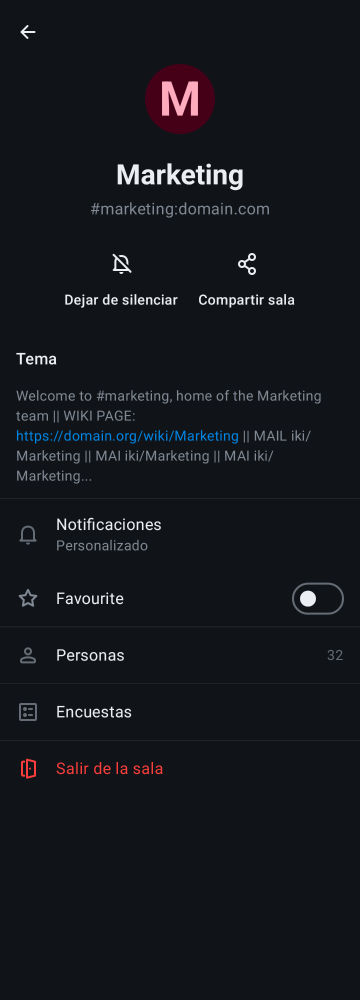 M
Marketing
#marketing:domain.com
Dejar de silenciar
Compartir sala
Tema
Welcome to #marketing, home of the Marketing
team || WIKI PAGE:
https://domain.org/wiki/Marketing || MAIL iki/
Marketing || MAI iki/Marketing || MAI iki/
Marketing...
Notificaciones
Personalizado
Favourite
Personas 32
Encuestas
Salir de la sala